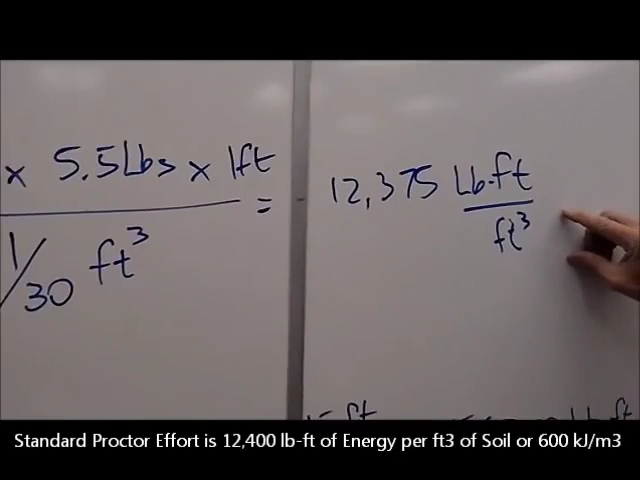 x 5.5Lbs x 1ft
= 12,375 Lb-ft
1/30 ft³
ft³
Standard Proctor Effort is 12,400 lb-ft of Energy per ft3 of Soil or 600 kJ/m3